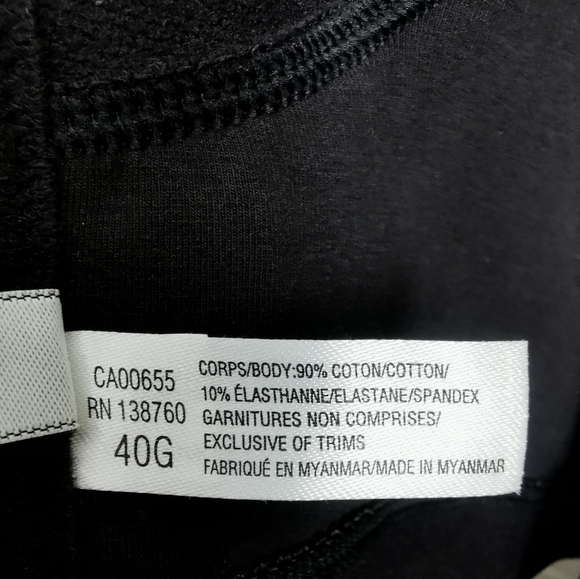 CA00655
RN 138760
40G
CORPS/BODY:90% COTON/COTTON/
10% ÉLASTHANNE/ELASTANE/SPANDEX
GARNITURES NON COMPRISES/
EXCLUSIVE OF TRIMS
FABRIQUÉ EN MYANMAR/MADE IN MYANMAR